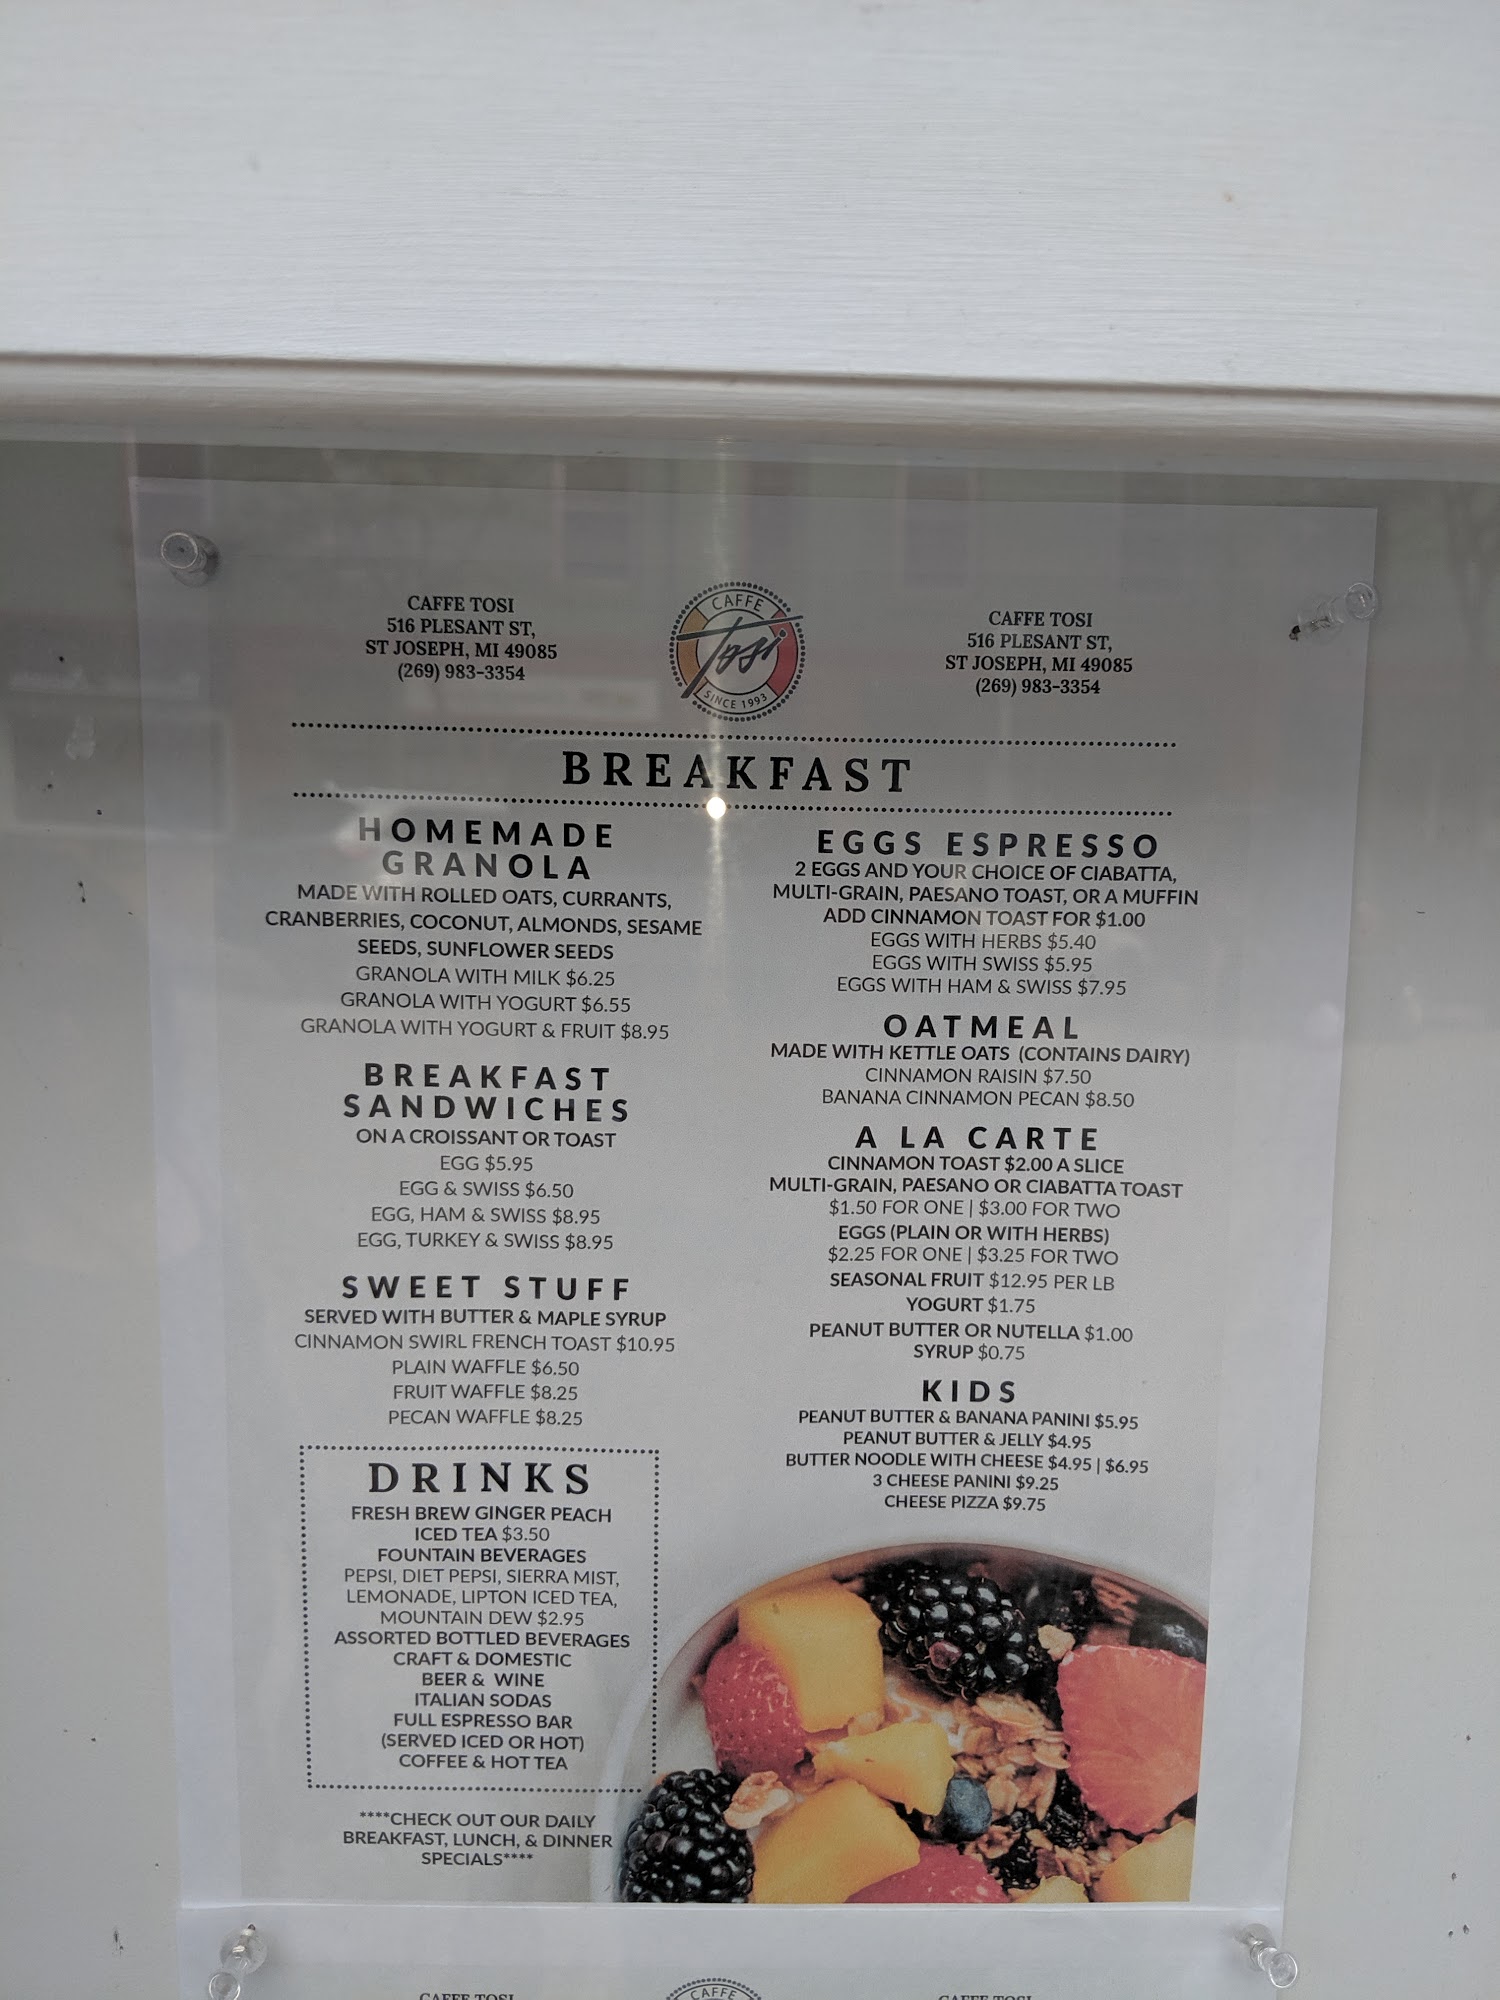 CAFFE TOSI
516 PLESANT ST,
ST JOSEPH, MI 49085
(269) 983-3354
CAFFE
Tosi
SINCE 1993
CAFFE TOSI
516 PLESANT ST,
ST JOSEPH, MI 49085
(269) 983-3354
BREAKFAST
HOMEMADE
GRANOLA
MADE WITH ROLLED OATS, CURRANTS,
CRANBERRIES, COCONUT, ALMONDS, SESAME
SEEDS, SUNFLOWER SEEDS
GRANOLA WITH MILK $6.25
GRANOLA WITH YOGURT $6.55
GRANOLA WITH YOGURT & FRUIT $8.95
BREAKFAST
SANDWICHES
ON A CROISSANT OR TOAST
EGG $5.95
EGG & SWISS $6.50
EGG, HAM & SWISS $8.95
EGG, TURKEY & SWISS $8.95
SWEET STUFF
SERVED WITH BUTTER & MAPLE SYRUP
CINNAMON SWIRL FRENCH TOAST $10.95
PLAIN WAFFLE $6.50
FRUIT WAFFLE $8.25
PECAN WAFFLE $8.25
DRINKS
FRESH BREW GINGER PEACH
ICED TEA $3.50
FOUNTAIN BEVERAGES
PEPSI, DIET PEPSI, SIERRA MIST,
LEMONADE, LIPTON ICED TEA,
MOUNTAIN DEW $2.95
ASSORTED BOTTLED BEVERAGES
CRAFT & DOMESTIC
BEER & WINE
ITALIAN SODAS
FULL ESPRESSO BAR
(SERVED ICED OR HOT)
COFFEE & HOT TEA
****CHECK OUT OUR DAILY
BREAKFAST, LUNCH, & DINNER
SPECIALS****
EGGS ESPRESSO
2 EGGS AND YOUR CHOICE OF CIABATTA,
MULTI-GRAIN, PAESANO TOAST, OR A MUFFIN
ADD CINNAMON TOAST FOR $1.00
EGGS WITH HERBS $5.40
EGGS WITH SWISS $5.95
EGGS WITH HAM & SWISS $7.95
OATMEAL
MADE WITH KETTLE OATS (CONTAINS DAIRY)
CINNAMON RAISIN $7.50
BANANA CINNAMON PECAN $8.50
A LA CARTE
CINNAMON TOAST $2.00 A SLICE
MULTI-GRAIN, PAESANO OR CIABATTA TOAST
$1.50 FOR ONE | $3.00 FOR TWO
EGGS (PLAIN OR WITH HERBS)
$2.25 FOR ONE | $3.25 FOR TWO
SEASONAL FRUIT $12.95 PER LB
YOGURT $1.75
PEANUT BUTTER OR NUTELLA $1.00
SYRUP $0.75
KIDS
PEANUT BUTTER & BANANA PANINI $5.95
PEANUT BUTTER & JELLY $4.95
BUTTER NOODLE WITH CHEESE $4.95 | $6.95
3 CHEESE PANINI $9.25
CHEESE PIZZA $9.75
CAFFE TOSI
CAFFE
CAFFE TOSI